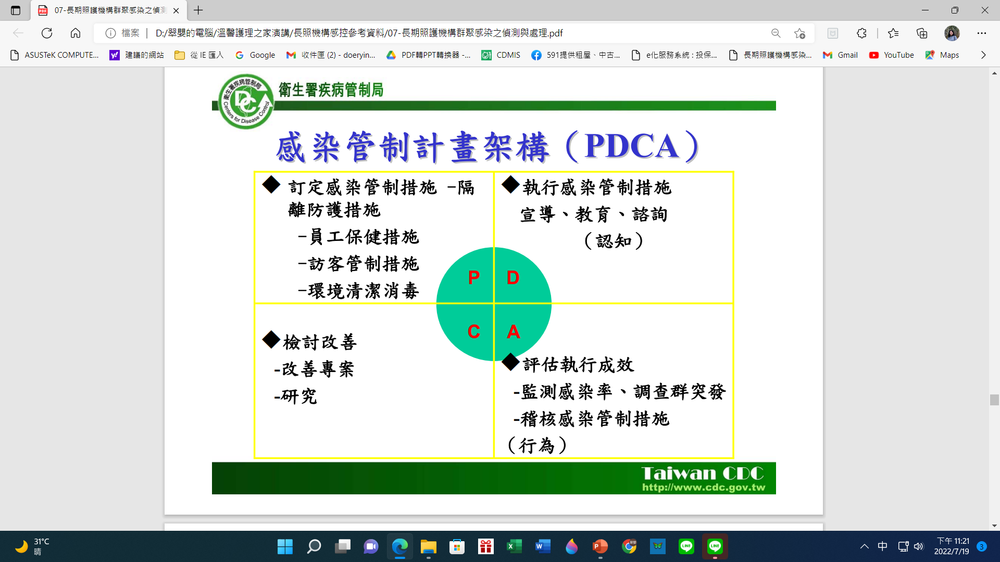 07-長期照護機構群聚感染之偵測
檔案
D:/翠嬰的電腦/溫馨護理之家演講/長照機構感控參考資料/07-長期照護機構群聚感染之偵測與處理.pdf
ASUSTeK COMPUTE...
建議的網站
從 IE 匯入
Google
收件匣 (2) - doeryin...
PDF轉PPT轉換器 -...
CDMIS
591提供租屋、中古...
e化服務系統 : 投保...
長期照護機構感染...
Gmail
YouTube
Maps
衛生署疾病管制局
Centers for Disease Control
衛生署疾病管制局
感染管制計畫架構（PDCA）
◆ 訂定感染管制措施 -隔
離防護措施
-員工保健措施
-訪客管制措施
-環境清潔消毒
◆執行感染管制措施
宣導、教育、諮詢
（認知）
P
D
C
A
◆檢討改善
-改善專案
-研究
◆評估執行成效
-監測感染率、調查群突發
-稽核感染管制措施
（行為）
Taiwan CDC
http://www.cdc.gov.tw
31°C
晴
中
下午 11:21
2022/7/19
3